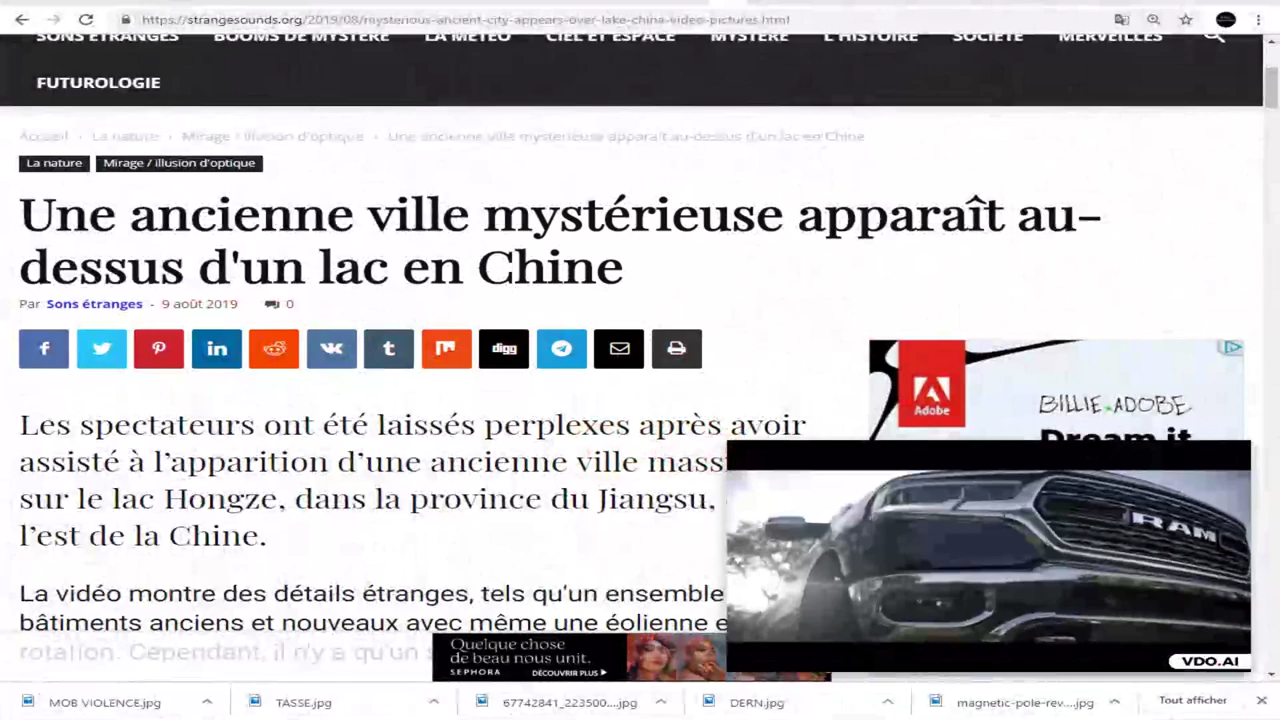 https://strangesounds.org/2019/08/mysterious-ancient-city-appears-over-lake-china-video-pictures.html
SONS ÉTRANGES BOOMS DE MYSTÈRE LA MÉTÉO CIEL ET ESPACE MYSTÈRE L'HISTOIRE SOCIÉTÉ MERVEILLES
FUTUROLOGIE
Accueil › La nature › Mirage / illusion d'optique › Une ancienne ville mystérieuse apparaît au-dessus d'un lac en Chine
La nature Mirage / illusion d'optique
Une ancienne ville mystérieuse apparaît au-
dessus d'un lac en Chine
Par Sons étranges - 9 août 2019 0
digg
Les spectateurs ont été laissés perplexes après avoir
assisté à l'apparition d'une ancienne ville mass
sur le lac Hongze, dans la province du Jiangsu,
l'est de la Chine.
La vidéo montre des détails étranges, tels qu'un ensemble
bâtiments anciens et nouveaux avec même une éolienne e
rotation. Cependant, il n'y a qu'un s
Adobe
BILLIE.ADOBE
Dream it
RAM
VDO.AI
Quelque chose
de beau nous unit.
SEPHORA DÉCOUVRIR PLUS
MOB VIOLENCE.jpg TASSE.jpg 67742841_223500....jpg DERN.jpg magnetic-pole-rev....jpg Tout afficher